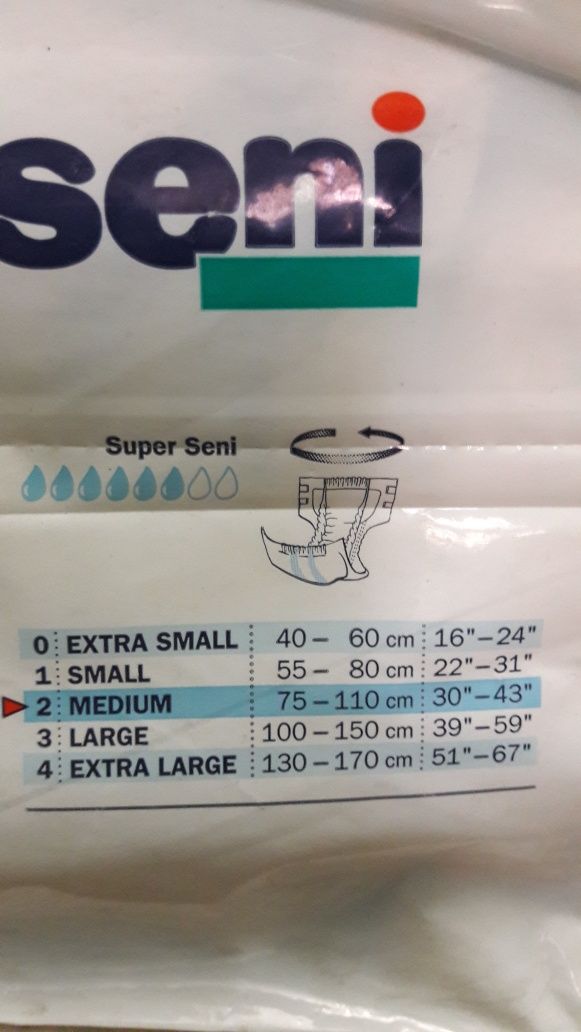 seni
Super Seni
0 EXTRA SMALL 40 – 60 cm 16"–24"
1 SMALL 55 – 80 cm 22"–31"
2 MEDIUM 75 – 110 cm 30"–43"
3 LARGE 100 – 150 cm 39"–59"
4 EXTRA LARGE 130 – 170 cm 51"–67"